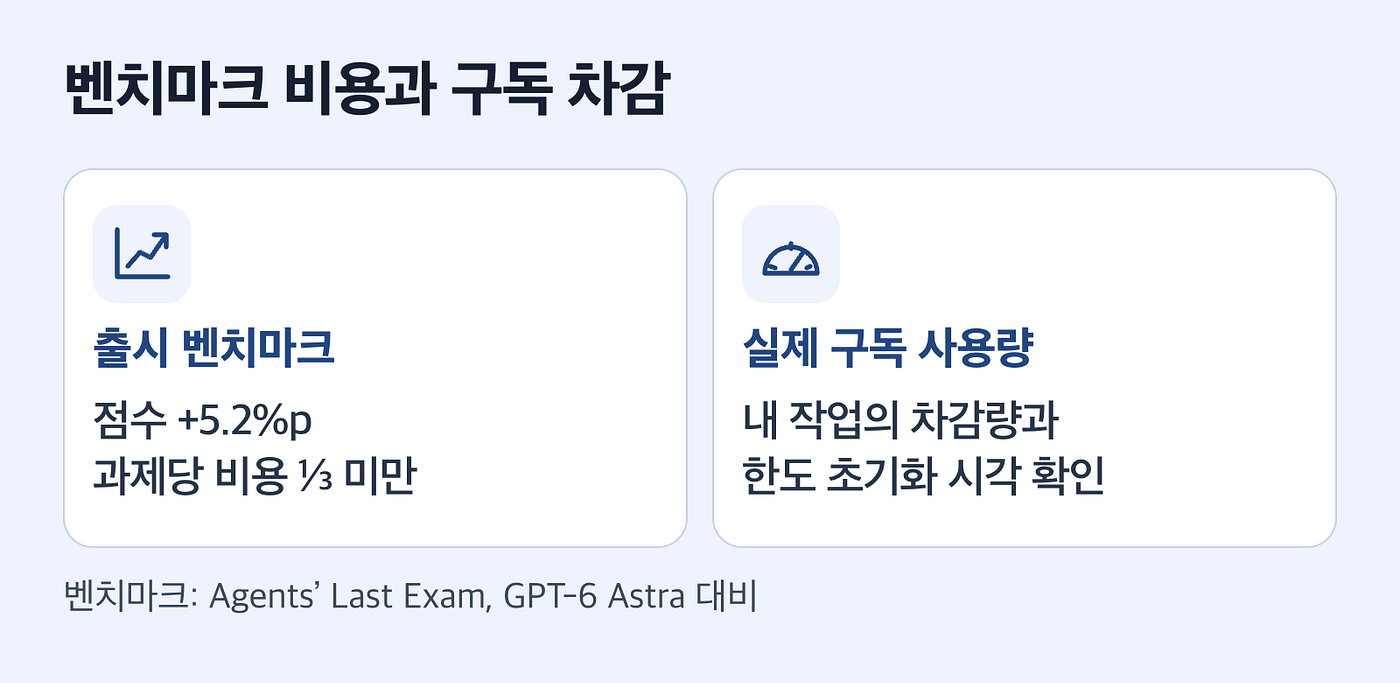 벤치마크 비용과 구독 차감
출시 벤치마크
점수 +5.2%p
과제당 비용 ⅓ 미만
실제 구독 사용량
내 작업의 차감량과
한도 초기화 시각 확인
벤치마크: Agents’ Last Exam, GPT-6 Astra 대비